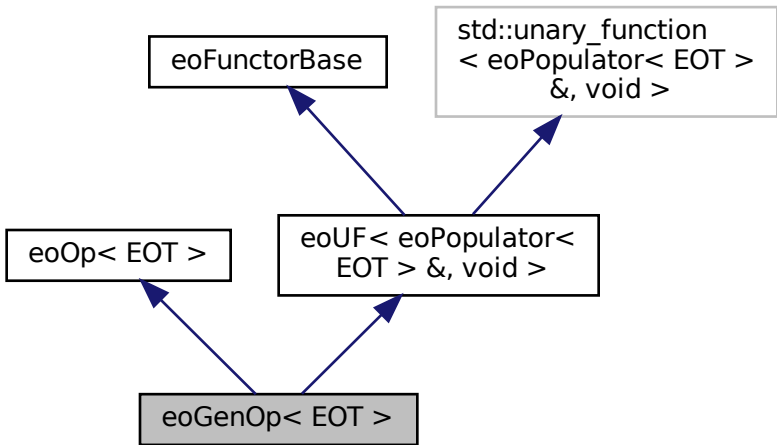 std::unary_function
< eoPopulator< EOT >
&, void >
eoFunctorBase
eoUF< eoPopulator<
EOT > &, void >
eoOp< EOT >
eoGenOp< EOT >